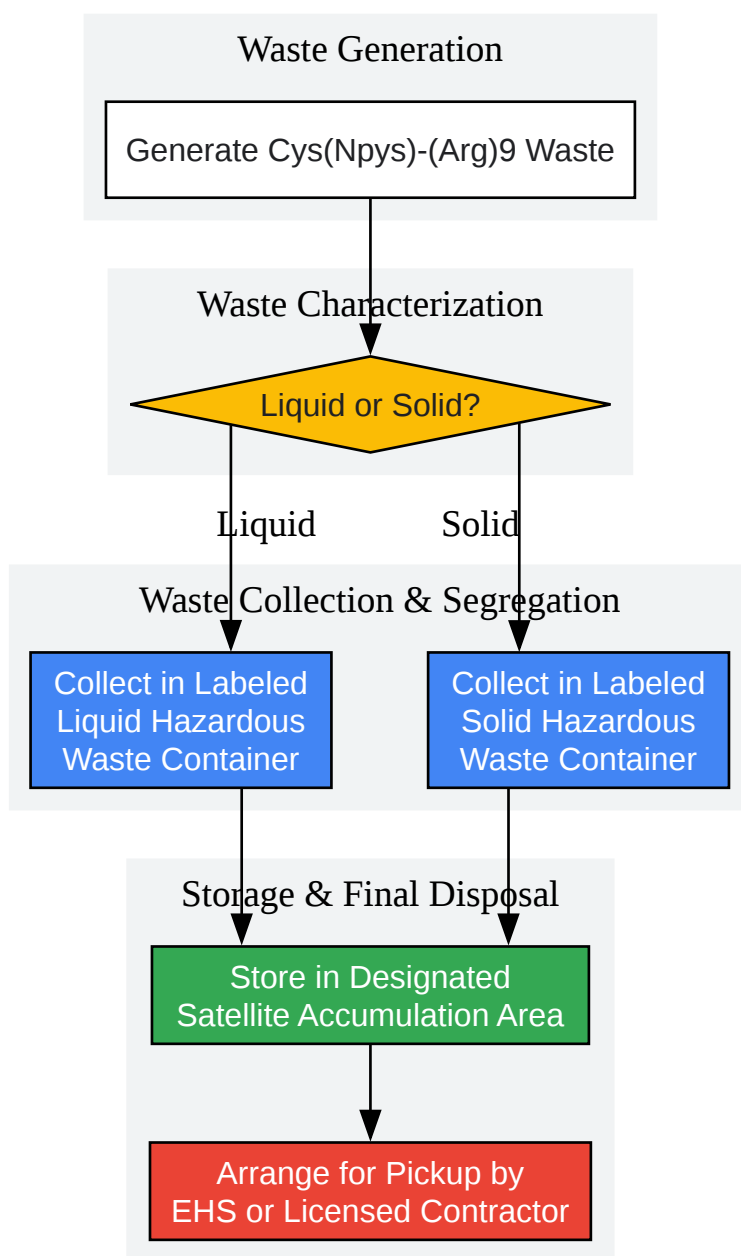 Waste Generation
Generate Cys(Npys)-(Arg)9 Waste
Waste Characterization
Liquid or Solid?
Liquid
Solid
Waste Collection & Segregation
Collect in Labeled
Liquid Hazardous
Waste Container
Collect in Labeled
Solid Hazardous
Waste Container
Storage & Final Disposal
Store in Designated
Satellite Accumulation Area
Arrange for Pickup by
EHS or Licensed Contractor